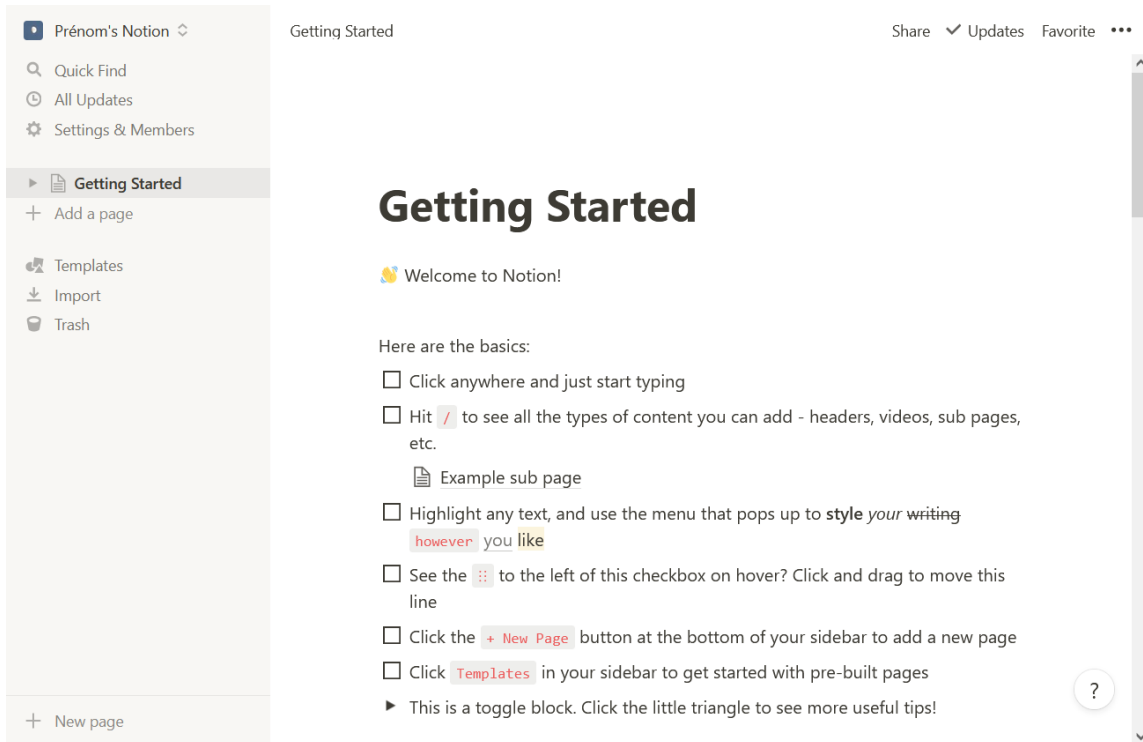 Prénom's Notion
Quick Find
All Updates
Settings & Members
Getting Started
Add a page
Templates
Import
Trash
New page
Getting Started
Share ✓ Updates Favorite •••
Getting Started
👋 Welcome to Notion!
Here are the basics:
Click anywhere and just start typing
Hit / to see all the types of content you can add - headers, videos, sub pages,
etc.
Example sub page
Highlight any text, and use the menu that pops up to style your writing
however you like
See the ⋮⋮ to the left of this checkbox on hover? Click and drag to move this
line
Click the + New Page button at the bottom of your sidebar to add a new page
Click Templates in your sidebar to get started with pre-built pages
This is a toggle block. Click the little triangle to see more useful tips!
?